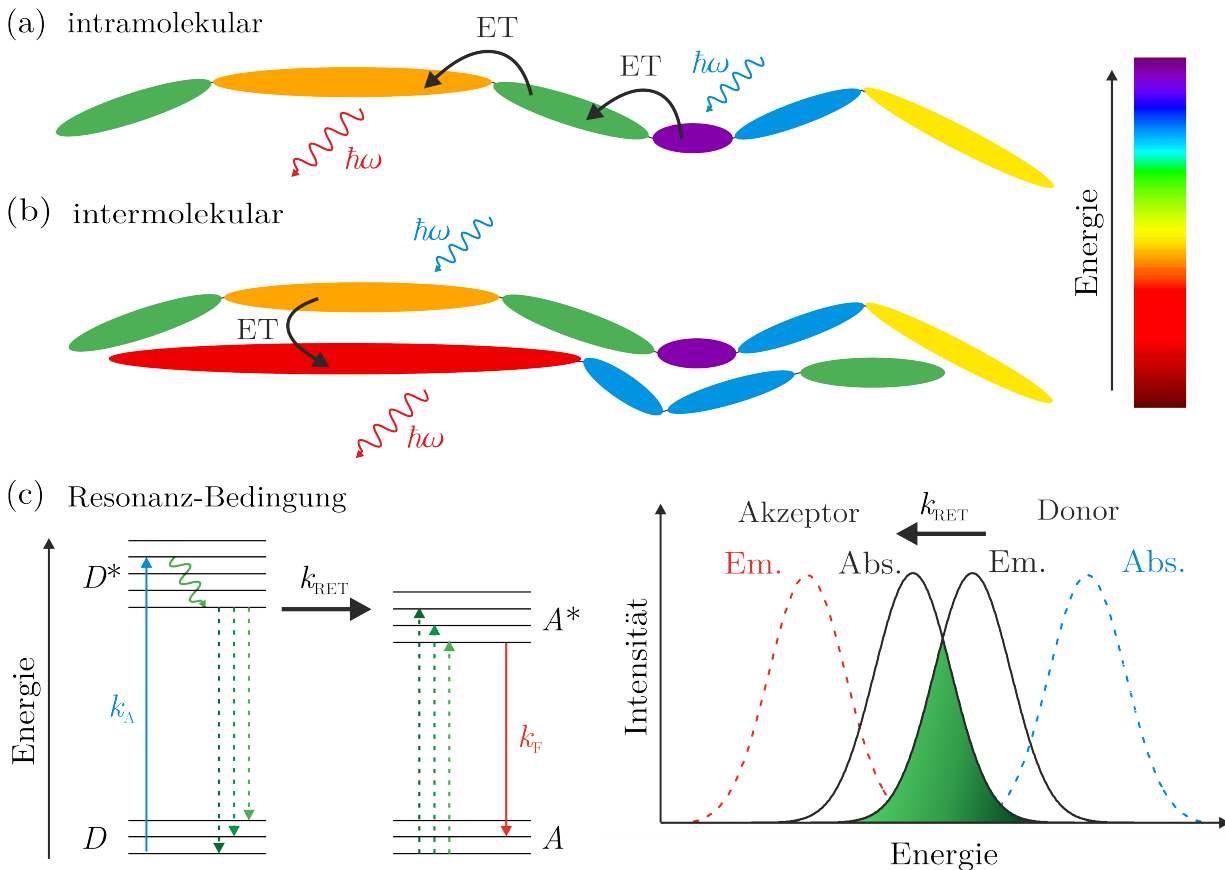 (a) intramolekular
ET
ET
ħω
ħω
(b) intermolekular
ħω
ET
ħω
Energie
(c) Resonanz-Bedingung
Energie
D*
k_A
D
k_RET
A*
k_F
A
Intensität
Akzeptor
k_RET
Donor
Em.
Abs.
Em.
Abs.
Energie